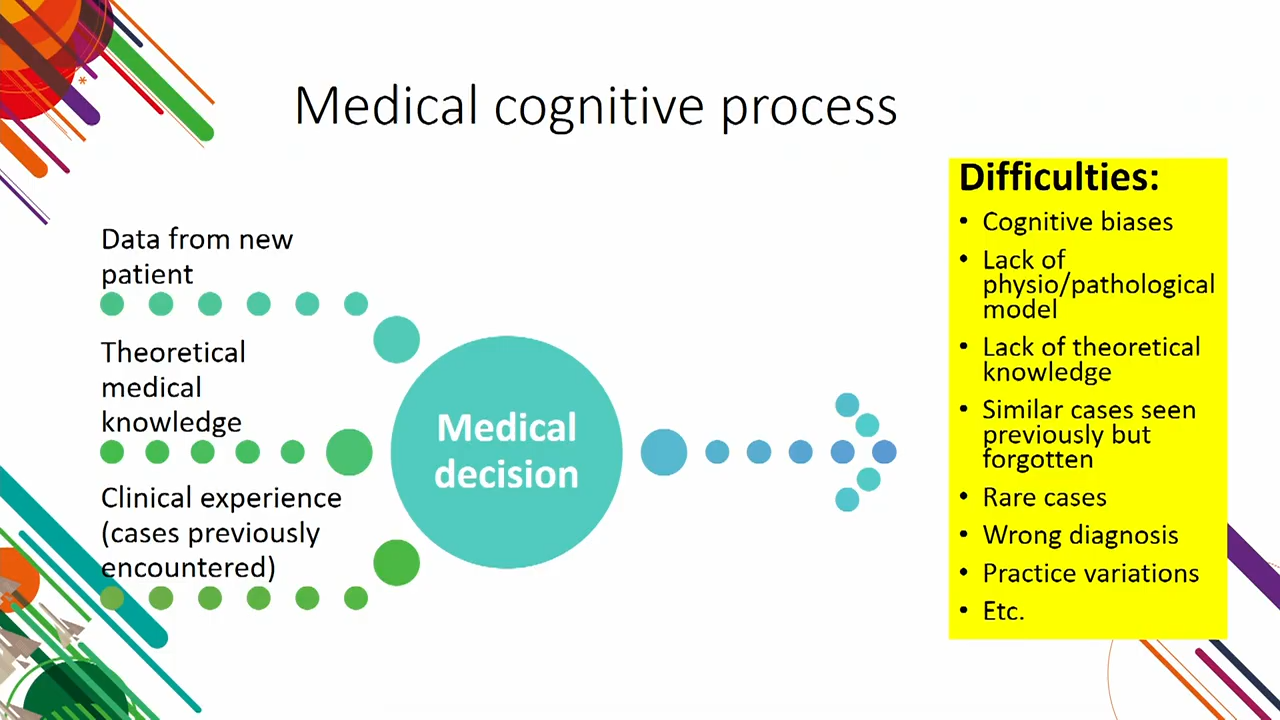 Medical cognitive process
Data from new
patient
Theoretical
medical
knowledge
Clinical experience
(cases previously
encountered)
Medical
decision
Difficulties:
• Cognitive biases
• Lack of
physio/pathological
model
• Lack of theoretical
knowledge
• Similar cases seen
previously but
forgotten
• Rare cases
• Wrong diagnosis
• Practice variations
• Etc.